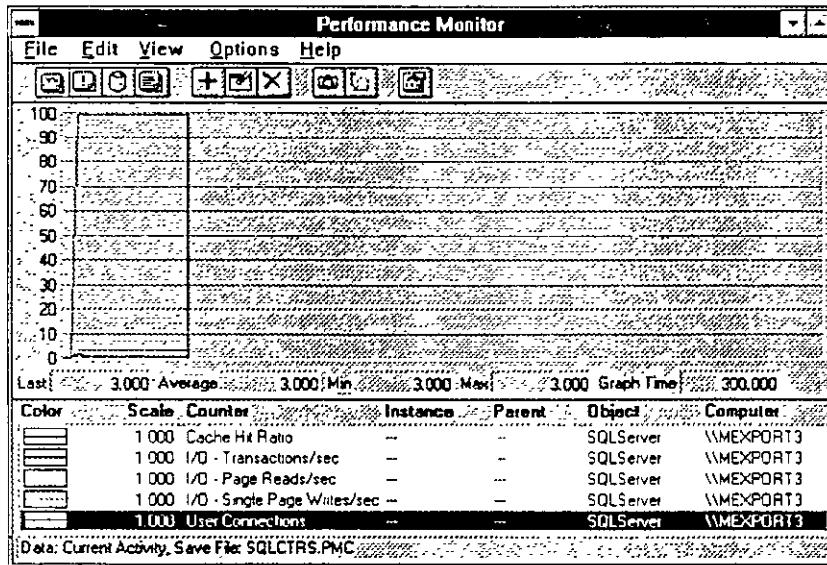 Performance Monitor
File Edit View Options Help
100
90
80
70
60
50
40
30
20
10
0
Last 3.000 Average 3.000 Min 3.000 Max 3.000 Graph Time 300.000
Color Scale Counter Instance Parent Object Computer
1.000 Cache Hit Ratio --- --- SQLServer \\MEXPORT3
1.000 I/O - Transactions/sec --- --- SQLServer \\MEXPORT3
1.000 I/O - Page Reads/sec --- --- SQLServer \\MEXPORT3
1.000 I/O - Single Page Writes/sec --- --- SQLServer \\MEXPORT3
1.000 User Connections --- --- SQLServer \\MEXPORT3
Data: Current Activity, Save File: SQLCTRS.PMC